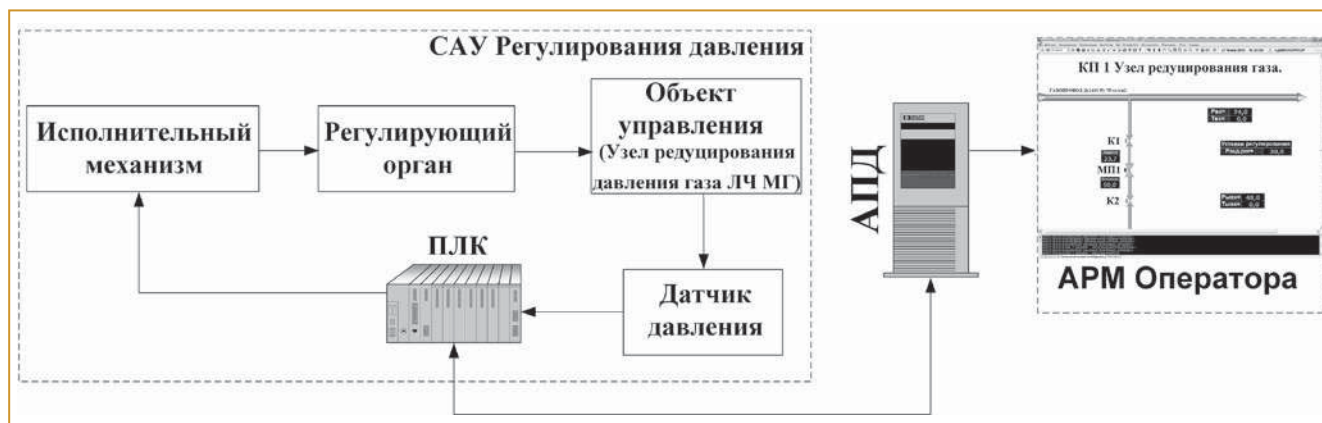 САУ Регулирования давления
Исполнительный
механизм
Регулирующий
орган
Объект
управления
(Узел редуцирования
давления газа ЛЧ МГ)
ПЛК
Датчик
давления
АПД
КП 1 Узел редуцирования газа.
К1
МП1
К2
АРМ Оператора